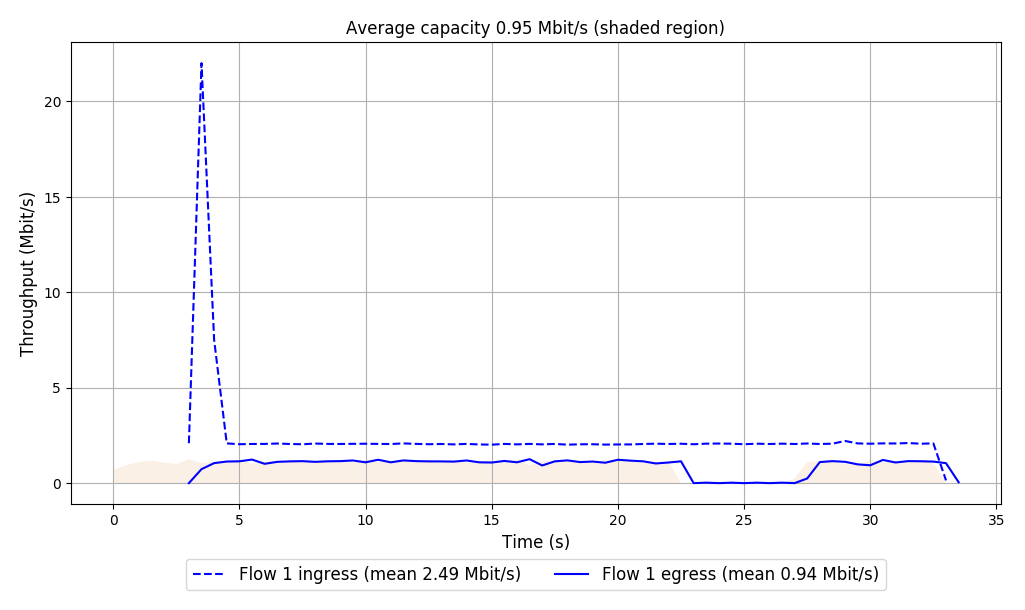 Average capacity 0.95 Mbit/s (shaded region)
Throughput (Mbit/s)
20
15
10
5
0
0 5 10 15 20 25 30 35
Time (s)
Flow 1 ingress (mean 2.49 Mbit/s) Flow 1 egress (mean 0.94 Mbit/s)